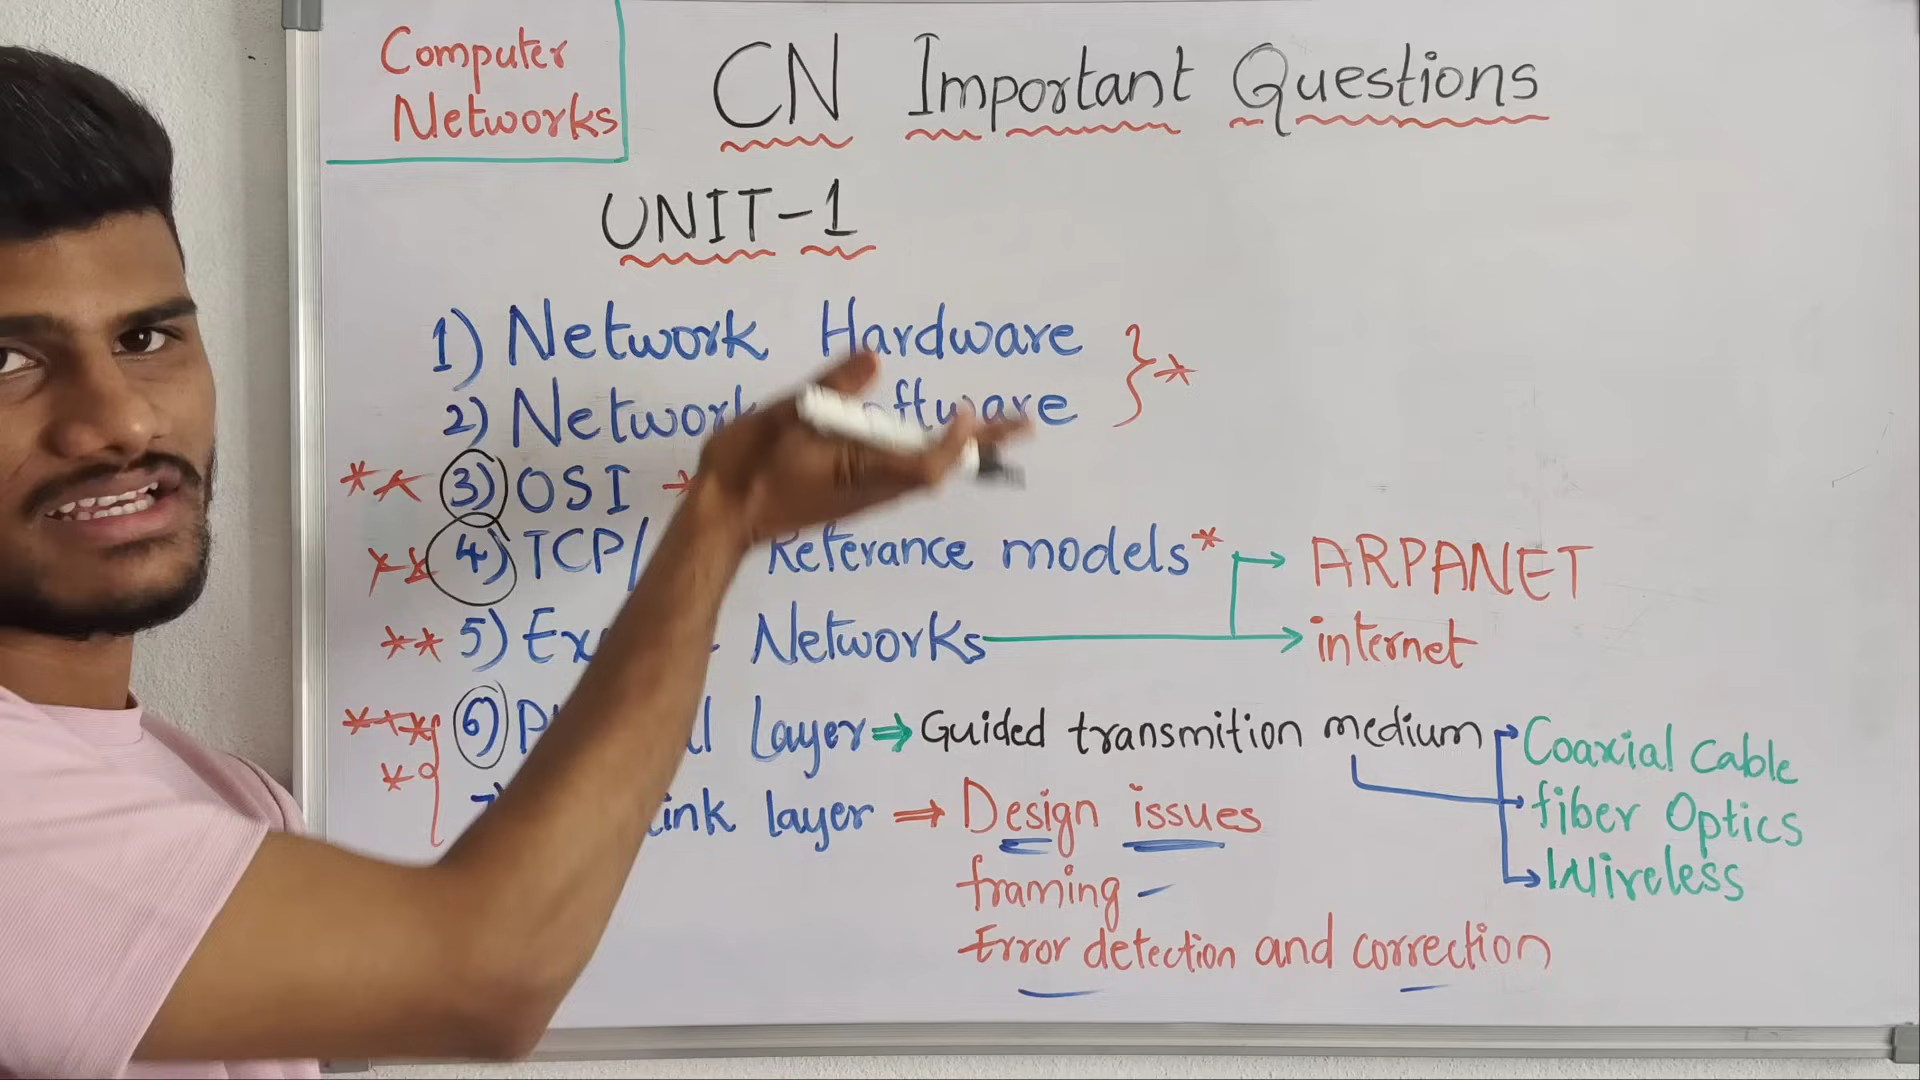 Computer
Networks
CN Important Questions
UNIT-1
1) Network Hardware } *
2) Network
** 3) OSI
** 4) TCP/ Referance models* → ARPANET
** 5) Networks → internet
*** 6) Layer ⇒ Guided transmition medium → Coaxial Cable
→ fiber Optics
→ Wireless
* layer ⇒ Design issues
framing
Error detection and correction